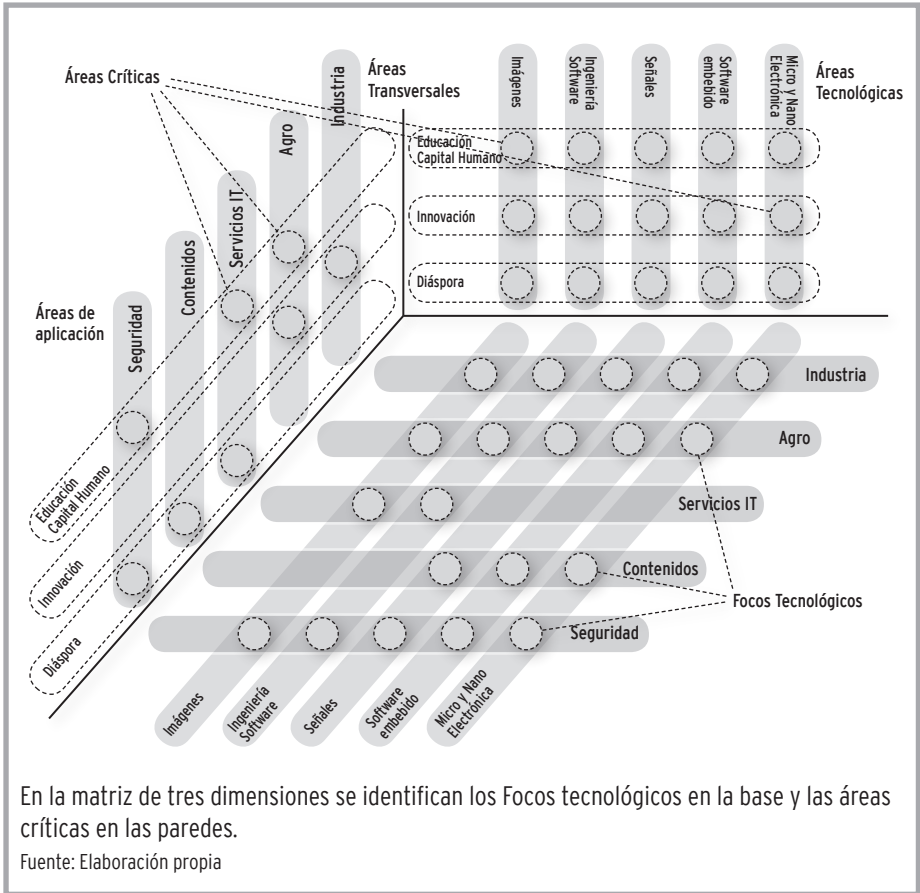 Áreas Críticas
Áreas
Transversales
Áreas
Tecnológicas
Áreas de
aplicación
Seguridad
Contenidos
Servicios IT
Agro
Industria
Educación
Capital Humano
Innovación
Diáspora
Imágenes
Ingeniería
Software
Señales
Software
embebido
Micro y Nano
Electrónica
Educación
Capital Humano
Innovación
Diáspora
Industria
Agro
Servicios IT
Contenidos
Seguridad
Focos Tecnológicos
Imágenes
Ingeniería
Software
Señales
Software
embebido
Micro y Nano
Electrónica
En la matriz de tres dimensiones se identifican los Focos tecnológicos en la base y las áreas
críticas en las paredes.
Fuente: Elaboración propia